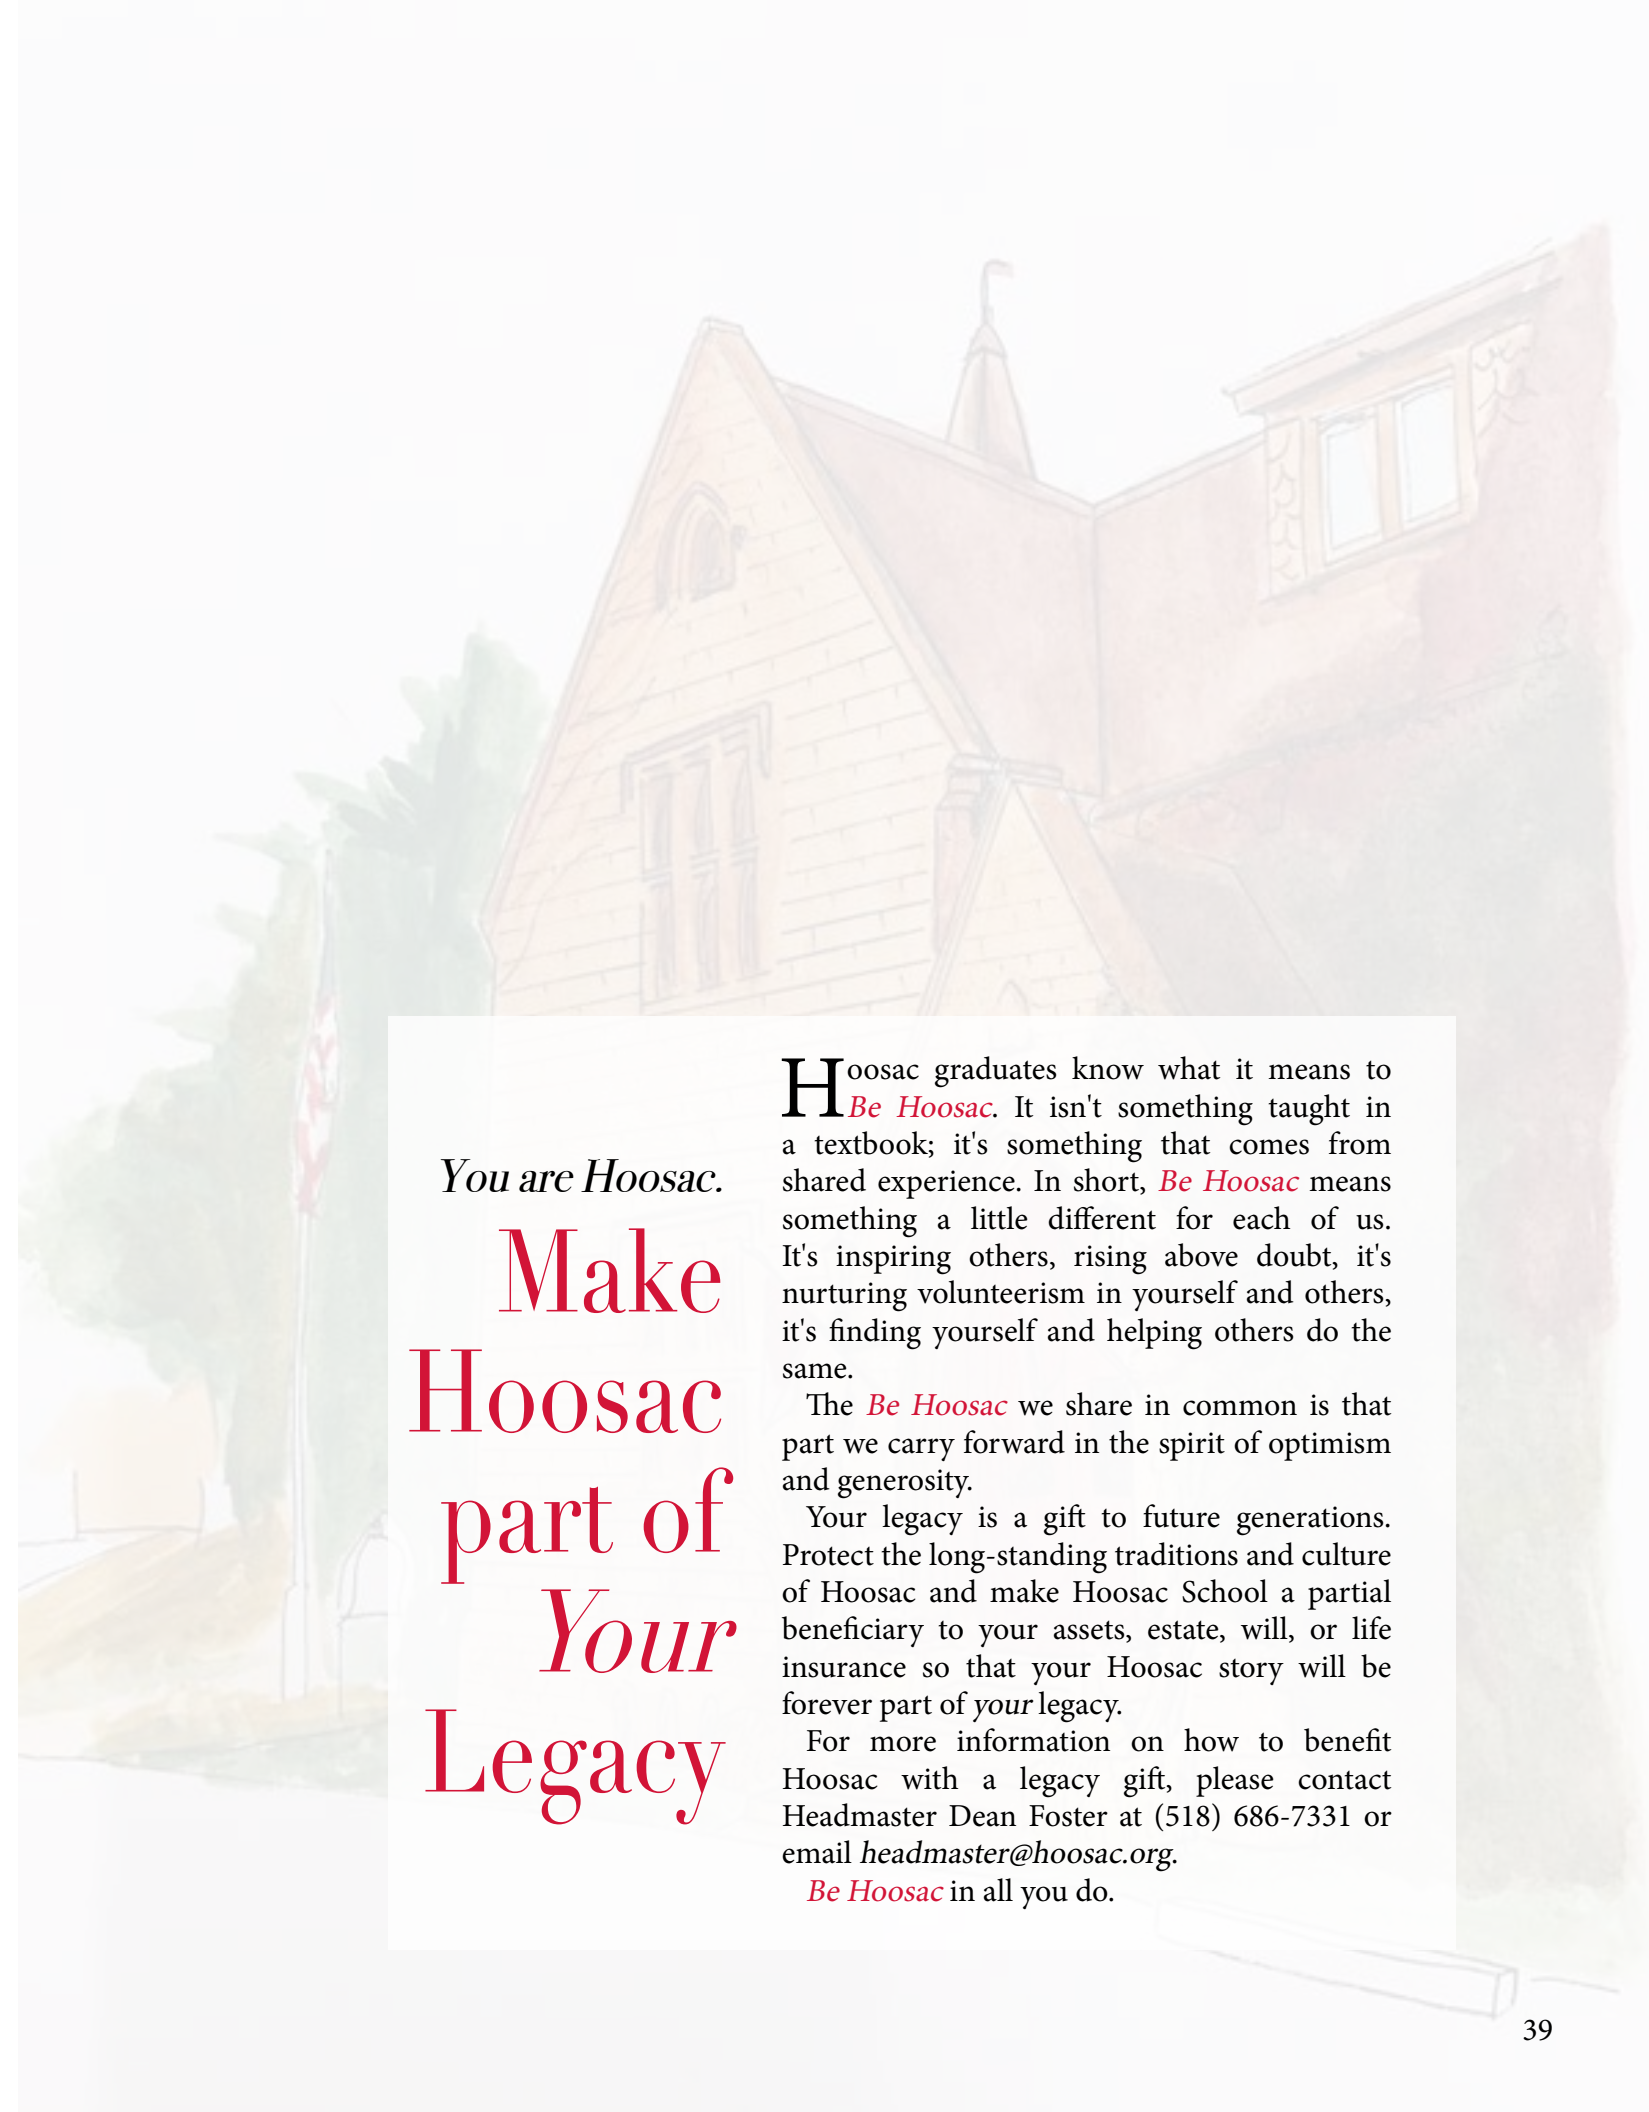 You are Hoosac.
Make
Hoosac
part of
Your
Legacy
Hoosac graduates know what it means to
Be Hoosac. It isn't something taught in
a textbook; it's something that comes from
shared experience. In short, Be Hoosac means
something a little different for each of us.
It's inspiring others, rising above doubt, it's
nurturing volunteerism in yourself and others,
it's finding yourself and helping others do the
same.
The Be Hoosac we share in common is that
part we carry forward in the spirit of optimism
and generosity.
Your legacy is a gift to future generations.
Protect the long-standing traditions and culture
of Hoosac and make Hoosac School a partial
beneficiary to your assets, estate, will, or life
insurance so that your Hoosac story will be
forever part of your legacy.
For more information on how to benefit
Hoosac with a legacy gift, please contact
Headmaster Dean Foster at (518) 686-7331 or
email headmaster@hoosac.org.
Be Hoosac in all you do.
39